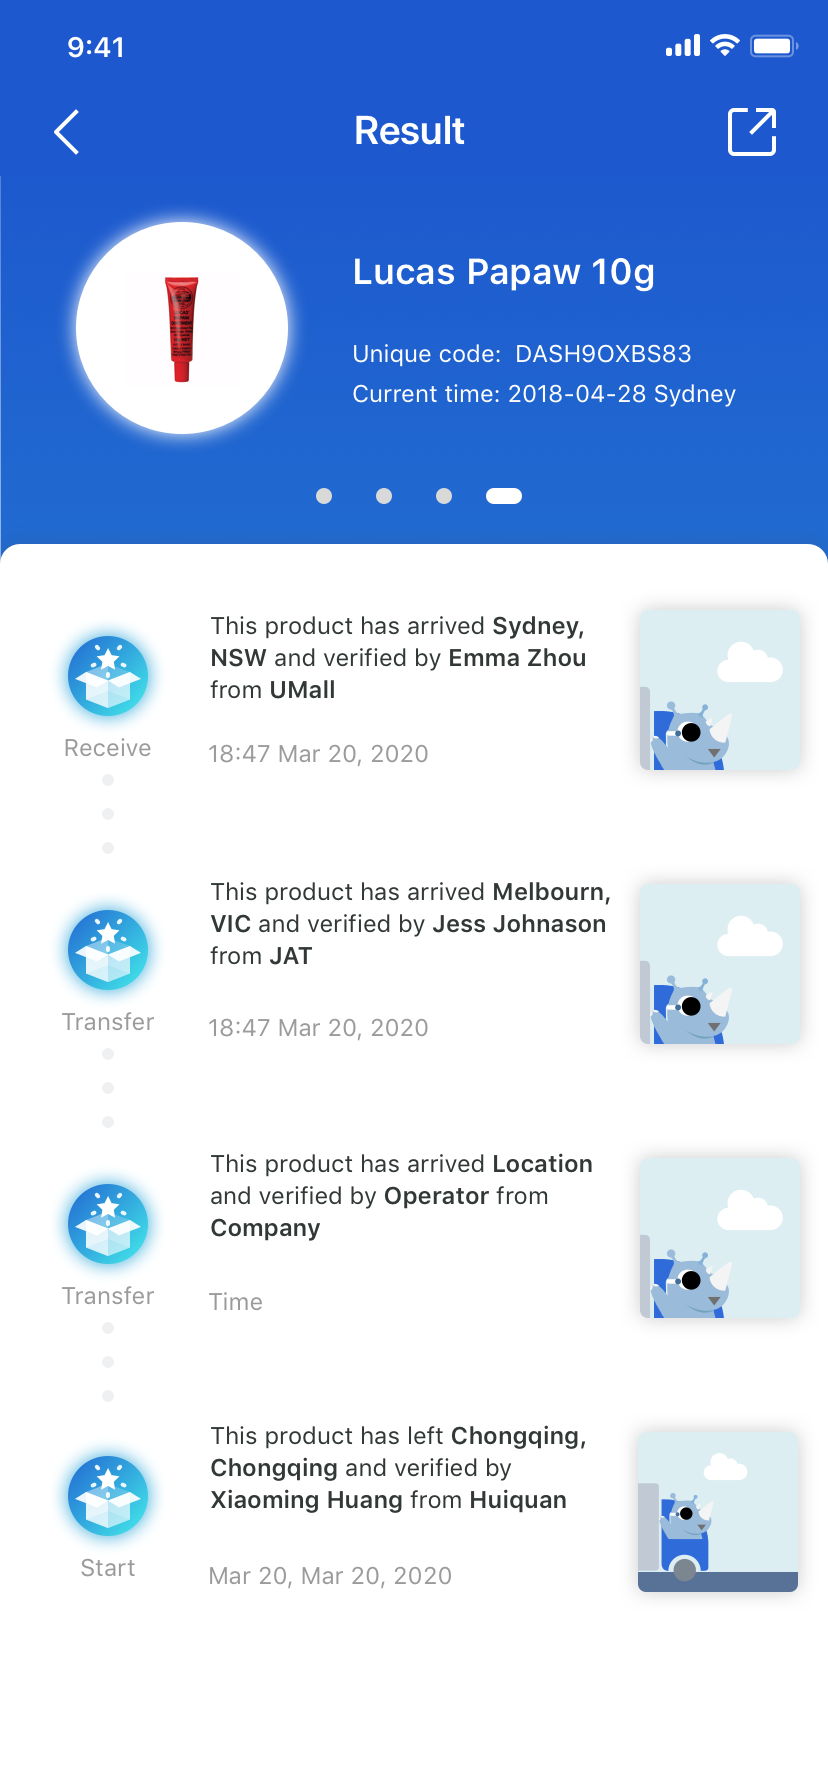 9:41
Result
Lucas Papaw 10g
Unique code: DASH9OXBS83
Current time: 2018-04-28 Sydney
This product has arrived Sydney,
NSW and verified by Emma Zhou
from UMall
Receive
18:47 Mar 20, 2020
This product has arrived Melbourn,
VIC and verified by Jess Johnason
from JAT
Transfer
18:47 Mar 20, 2020
This product has arrived Location
and verified by Operator from
Company
Transfer
Time
This product has left Chongqing,
Chongqing and verified by
Xiaoming Huang from Huiquan
Start
Mar 20, Mar 20, 2020